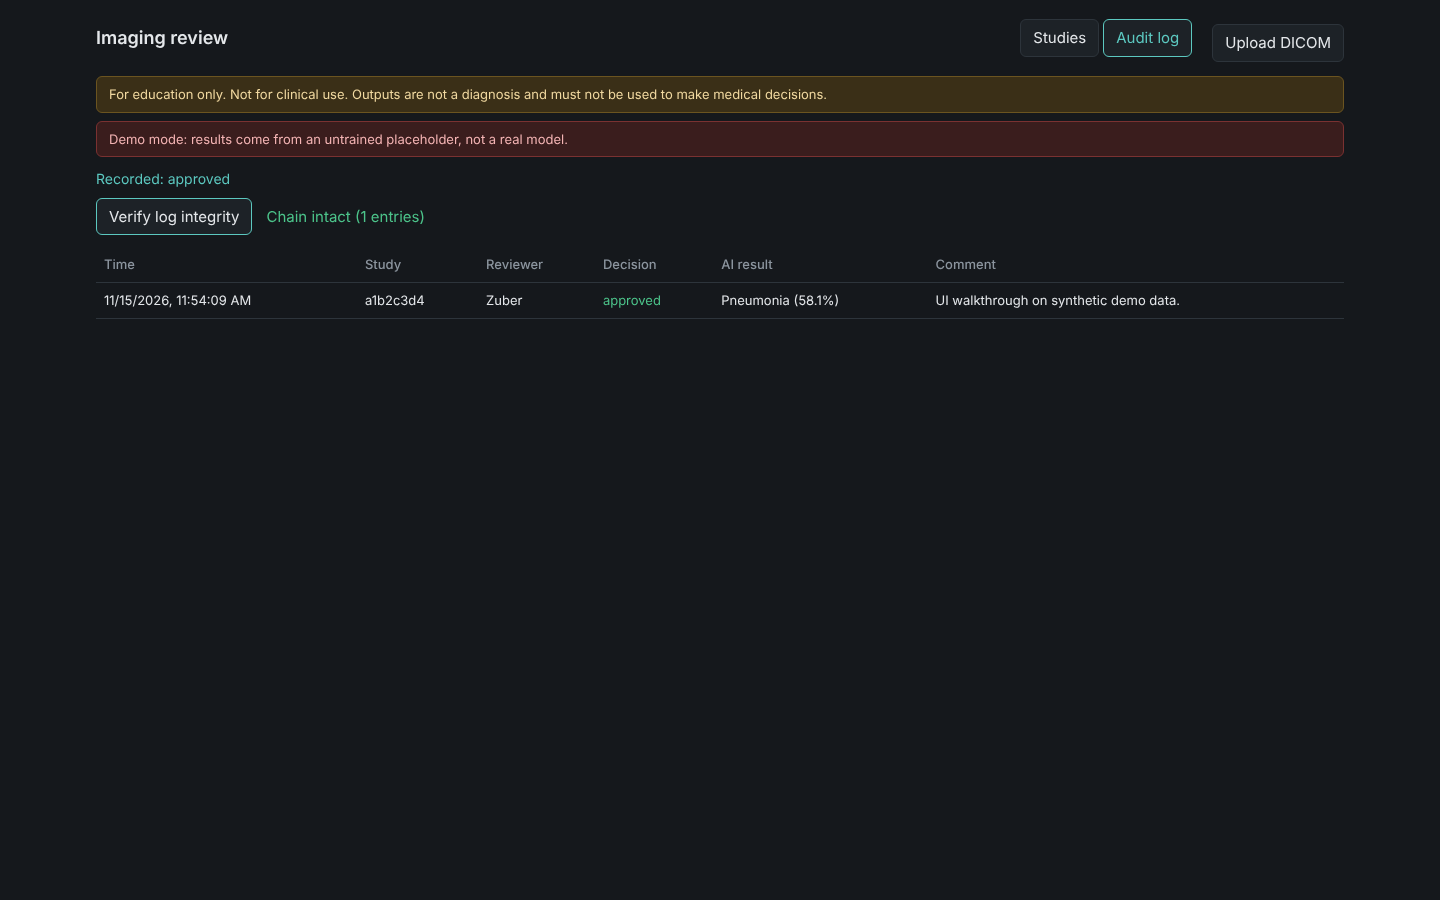 Imaging review
Studies Audit log Upload DICOM
For education only. Not for clinical use. Outputs are not a diagnosis and must not be used to make medical decisions.
Demo mode: results come from an untrained placeholder, not a real model.
Recorded: approved
Verify log integrity Chain intact (1 entries)
Time Study Reviewer Decision AI result Comment
11/15/2026, 11:54:09 AM a1b2c3d4 Zuber approved Pneumonia (58.1%) UI walkthrough on synthetic demo data.